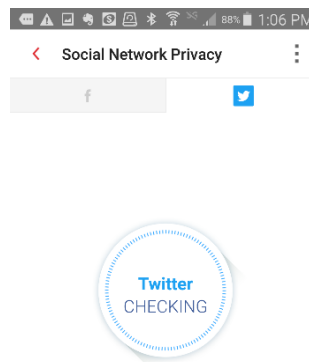 88% 1:06 PM
Social Network Privacy
f
Twitter
CHECKING